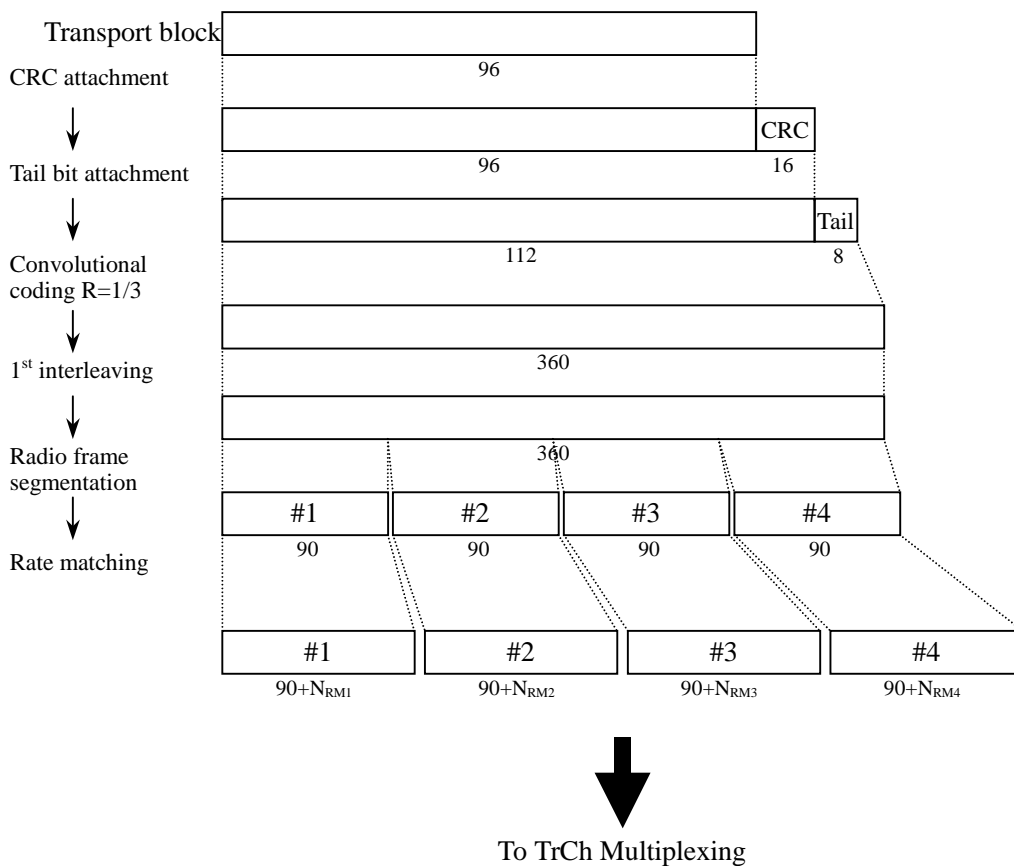 Transport block
96
CRC attachment
CRC
96
16
Tail bit attachment
Tail
112
8
Convolutional
coding R=1/3
360
1st interleaving
360
Radio frame
segmentation
#1 #2 #3 #4
90 90 90 90
Rate matching
#1 #2 #3 #4
90+NRM1 90+NRM2 90+NRM3 90+NRM4
To TrCh Multiplexing